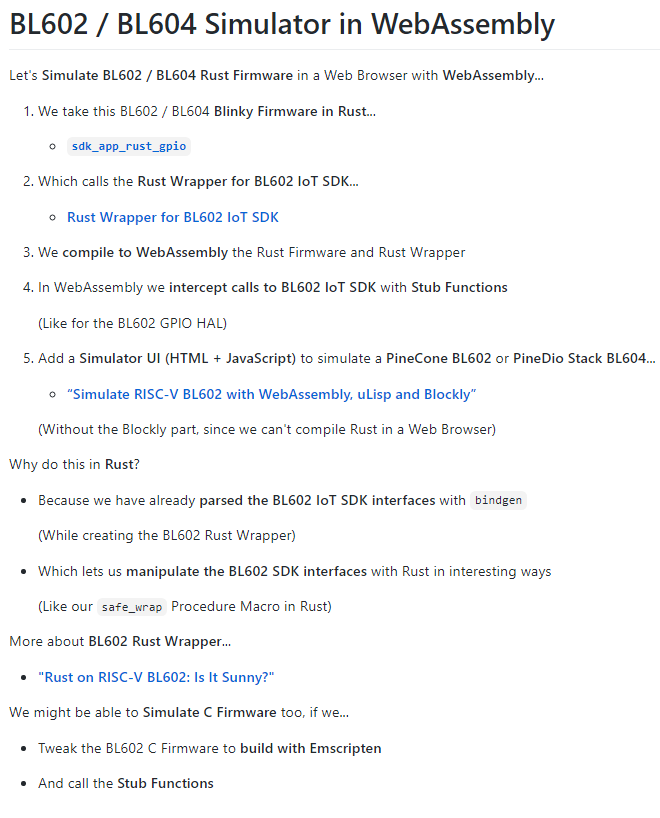 BL602 / BL604 Simulator in WebAssembly
Let's Simulate BL602 / BL604 Rust Firmware in a Web Browser with WebAssembly...
1. We take this BL602 / BL604 Blinky Firmware in Rust...
sdk_app_rust_gpio
2. Which calls the Rust Wrapper for BL602 IoT SDK...
Rust Wrapper for BL602 IoT SDK
3. We compile to WebAssembly the Rust Firmware and Rust Wrapper
4. In WebAssembly we intercept calls to BL602 IoT SDK with Stub Functions
(Like for the BL602 GPIO HAL)
5. Add a Simulator UI (HTML + JavaScript) to simulate a PineCone BL602 or PineDio Stack BL604...
“Simulate RISC-V BL602 with WebAssembly, uLisp and Blockly”
(Without the Blockly part, since we can't compile Rust in a Web Browser)
Why do this in Rust?
Because we have already parsed the BL602 IoT SDK interfaces with bindgen
(While creating the BL602 Rust Wrapper)
Which lets us manipulate the BL602 SDK interfaces with Rust in interesting ways
(Like our safe_wrap Procedure Macro in Rust)
More about BL602 Rust Wrapper...
"Rust on RISC-V BL602: Is It Sunny?"
We might be able to Simulate C Firmware too, if we...
Tweak the BL602 C Firmware to build with Emscripten
And call the Stub Functions